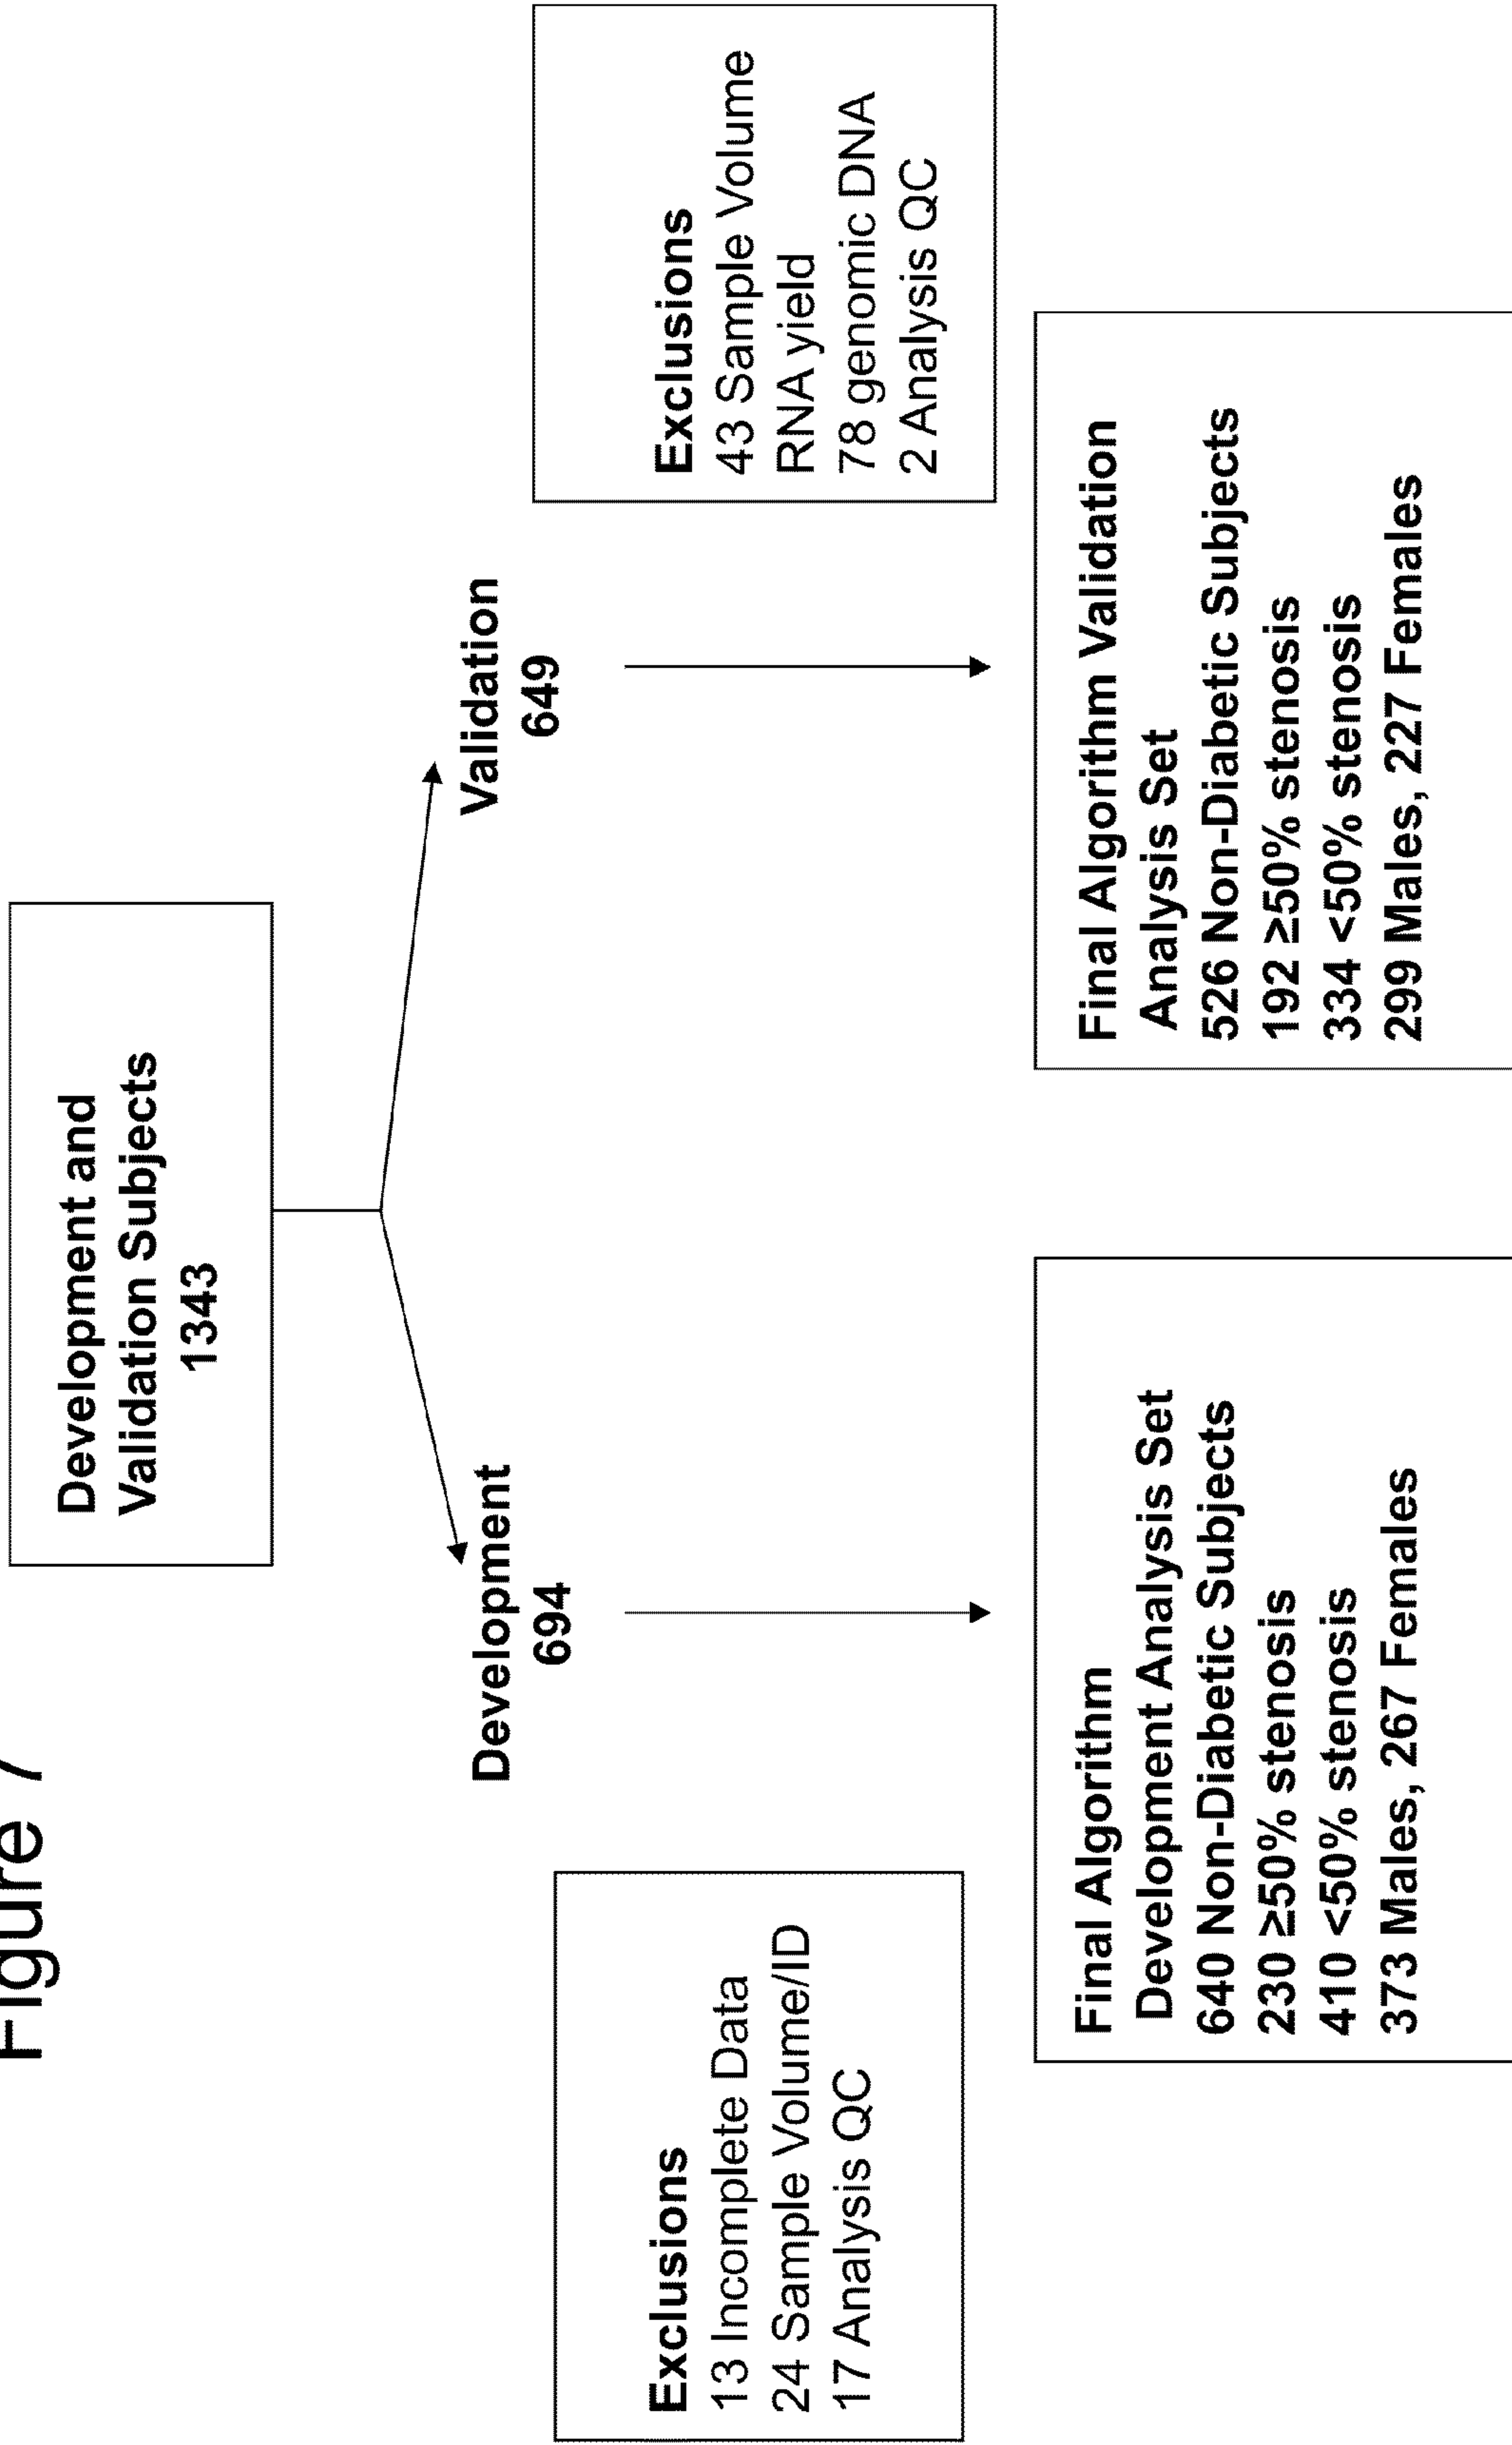 Figure 7
Development and
Validation Subjects
1343
Development
694
Validation
649
Exclusions
13 Incomplete Data
24 Sample Volume/ID
17 Analysis QC
Exclusions
43 Sample Volume
RNA yield
78 genomic DNA
2 Analysis QC
Final Algorithm
Development Analysis Set
640 Non-Diabetic Subjects
230 ≥50% stenosis
410 <50% stenosis
373 Males, 267 Females
Final Algorithm Validation
Analysis Set
526 Non-Diabetic Subjects
192 ≥50% stenosis
334 <50% stenosis
299 Males, 227 Females